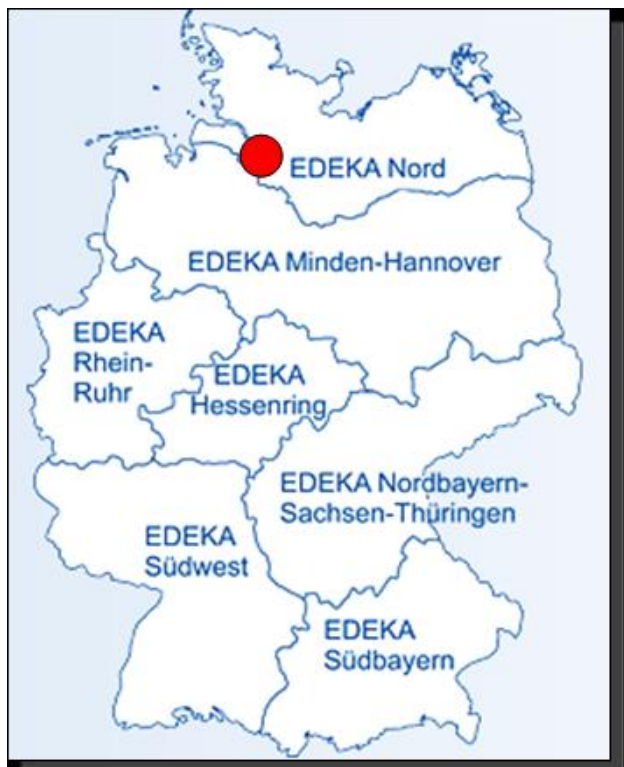 EDEKA Nord
EDEKA Minden-Hannover
EDEKA
Rhein-
Ruhr
EDEKA
Hessenring
EDEKA Nordbayern-
Sachsen-Thüringen
EDEKA
Südwest
EDEKA
Südbayern